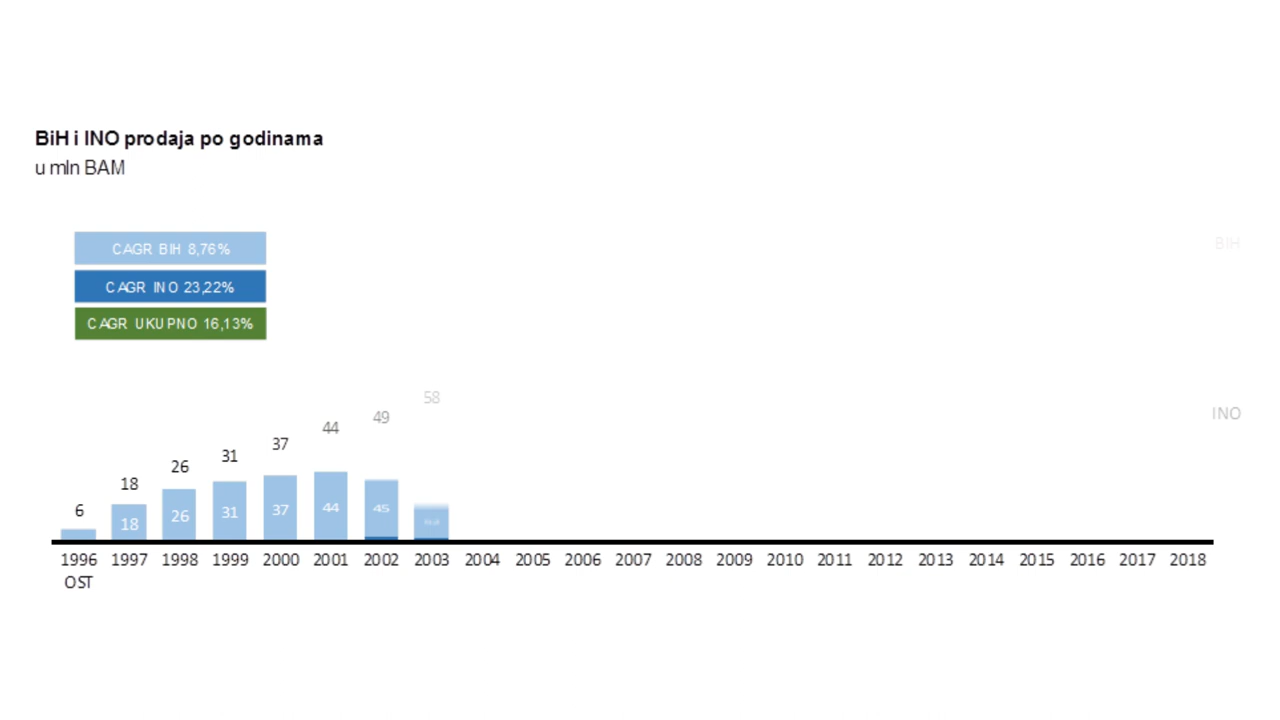 BiH i INO prodaja po godinama
u mln BAM
CAGR BIH 8,76%
CAGR INO 23,22%
CAGR UKUPNO 16,13%
BIH
INO
6 18 26 31 37 44 49 58
18 26 31 37 44 45
1996 1997 1998 1999 2000 2001 2002 2003 2004 2005 2006 2007 2008 2009 2010 2011 2012 2013 2014 2015 2016 2017 2018
OST